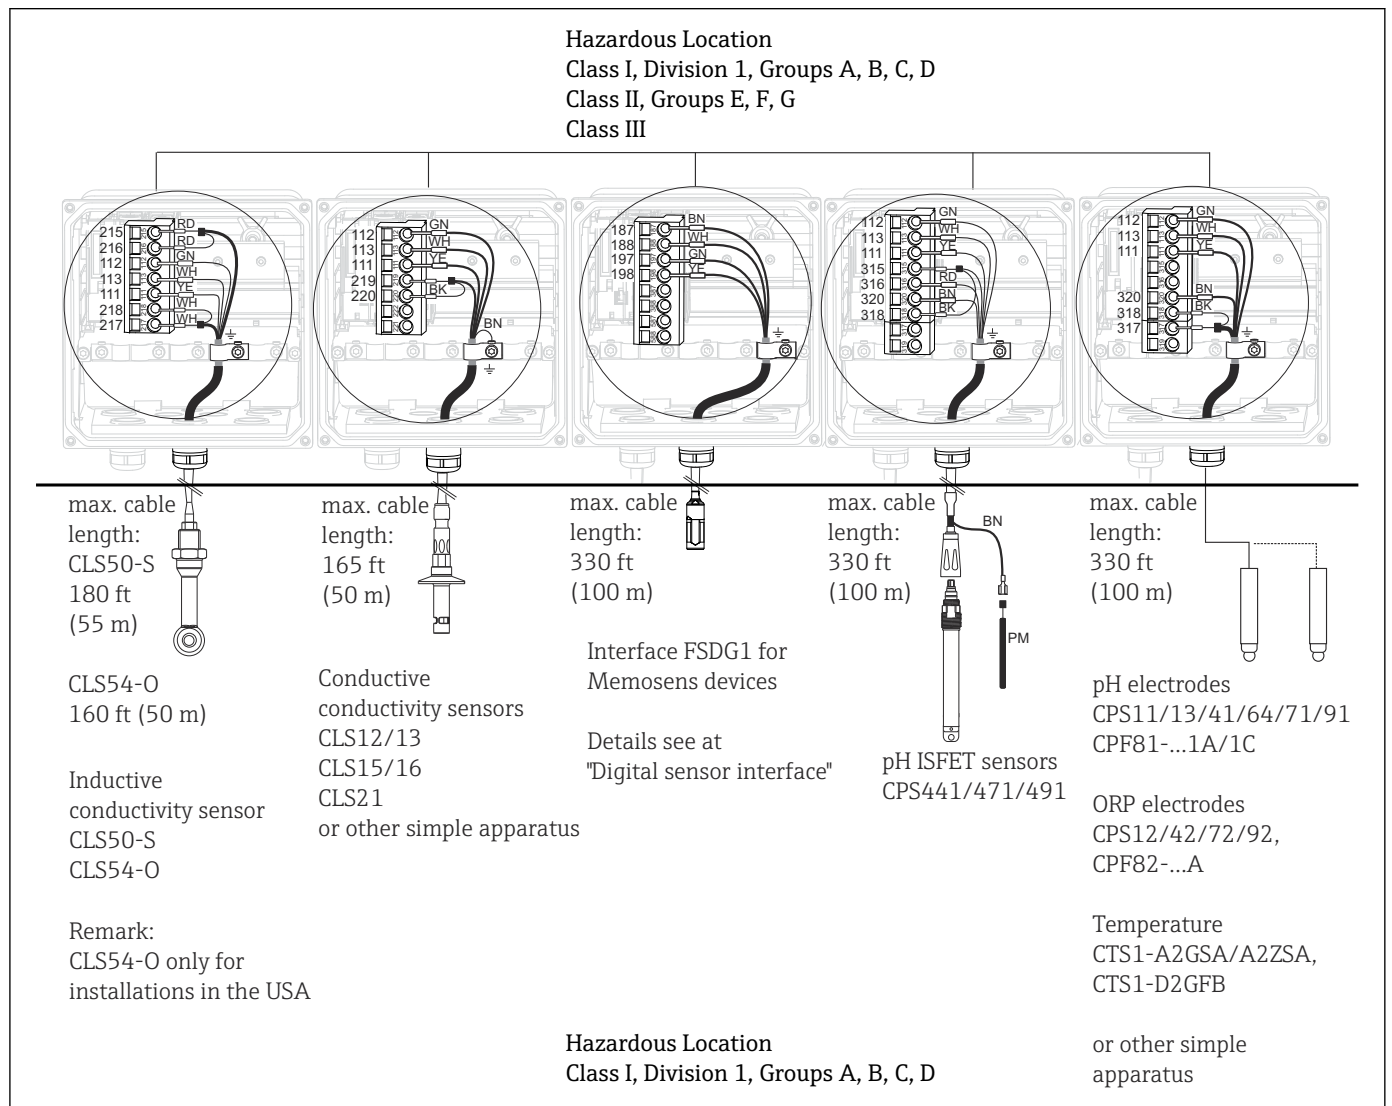 Hazardous Location
Class I, Division 1, Groups A, B, C, D
Class II, Groups E, F, G
Class III
215 RD
216 RD
112 GN
113 WH
111 YE
218 WH
217 WH
112 GN
113 WH
111 YE
219
220 BK
BN
187 BN
188 WH
197 GN
198 YE
112 GN
113 WH
111 YE
315
316 RD
320 BN
318 BK
112 GN
113 WH
111 YE
320 BN
318 BK
317
max. cable
length:
CLS50-S
180 ft
(55 m)
CLS54-O
160 ft (50 m)
Inductive
conductivity sensor
CLS50-S
CLS54-O
Remark:
CLS54-O only for
installations in the USA
max. cable
length:
165 ft
(50 m)
Conductive
conductivity sensors
CLS12/13
CLS15/16
CLS21
or other simple apparatus
max. cable
length:
330 ft
(100 m)
Interface FSDG1 for
Memosens devices
Details see at
"Digital sensor interface"
max. cable
length:
330 ft
(100 m)
BN
PM
pH ISFET sensors
CPS441/471/491
max. cable
length:
330 ft
(100 m)
pH electrodes
CPS11/13/41/64/71/91
CPF81-...1A/1C
ORP electrodes
CPS12/42/72/92,
CPF82-...A
Temperature
CTS1-A2GSA/A2ZSA,
CTS1-D2GFB
or other simple
apparatus
Hazardous Location
Class I, Division 1, Groups A, B, C, D